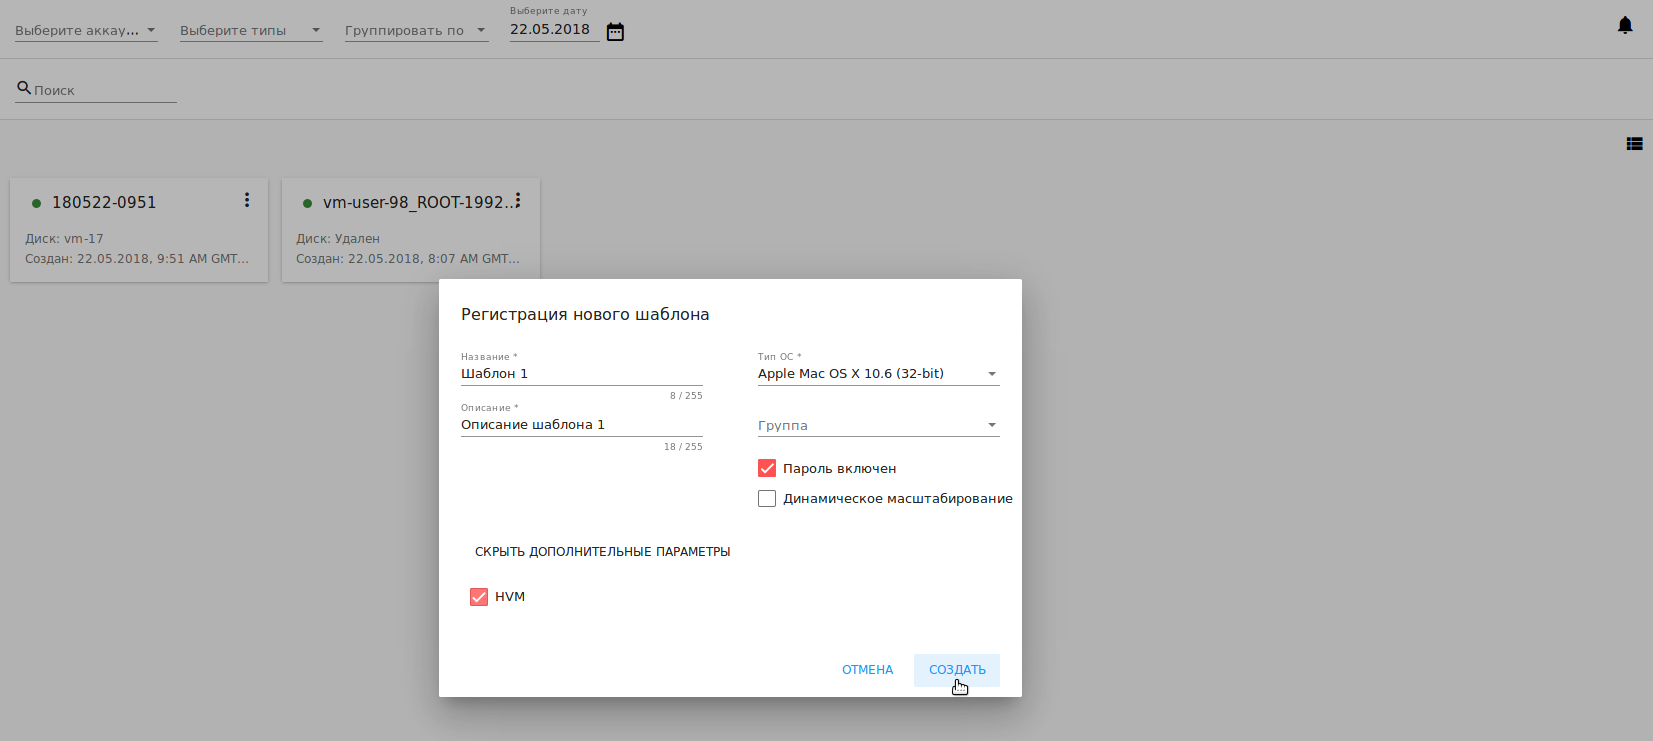 Выберите дату
Выберите аккау...
Выберите типы
Группировать по
22.05.2018
Поиск
180522-0951
Диск: vm-17
Создан: 22.05.2018, 9:51 AM GMT...
vm-user-98_ROOT-1992...
Диск: Удален
Создан: 22.05.2018, 8:07 AM GMT...
Регистрация нового шаблона
Название *
Шаблон 1
8 / 255
Тип ОС *
Apple Mac OS X 10.6 (32-bit)
Описание *
Описание шаблона 1
18 / 255
Группа
Пароль включен
Динамическое масштабирование
СКРЫТЬ ДОПОЛНИТЕЛЬНЫЕ ПАРАМЕТРЫ
HVM
ОТМЕНА
СОЗДАТЬ